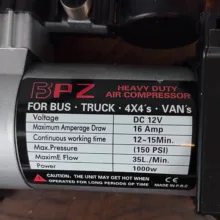 BPZ HEAVY DUTY
AIR COMPRESSOR
FOR BUS · TRUCK · 4X4's · VAN's
Voltage DC 12V
Maximum Amperage Draw 16 Amp
Continuous working time 12-15Min.
Max.Pressure (150 PSI)
MaximE Flow 35L./Min.
Power 1000w
ATTENTION: THE UNIT MAY GET VERY HOT WHEN
OPERATED FOR LONG PERIODS OF TIME MADE IN P.R.C